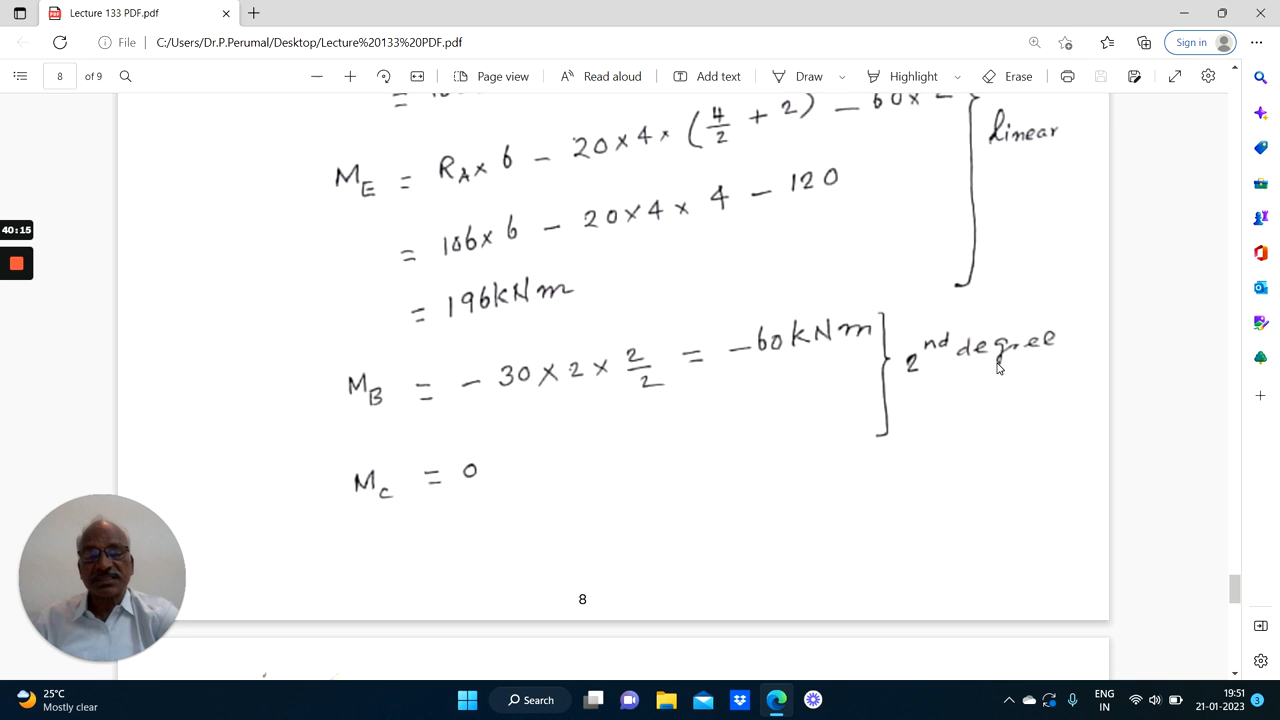 Lecture 133 PDF.pdf
File C:/Users/Dr.P.Perumal/Desktop/Lecture%20133%20PDF.pdf
Sign in
8 of 9 Page view Read aloud Add text Draw Highlight Erase
M_E = R_A × 6 − 20 × 4 × (4/2 + 2) − 60 ×
linear
= 106 × 6 − 20 × 4 × 4 − 120
= 196 kNm
M_B = − 30 × 2 × 2/2 = −60 kNm } 2nd degree
M_C = 0
8
40:15
25°C
Mostly clear
Search
ENG
IN
19:51
21-01-2023
3